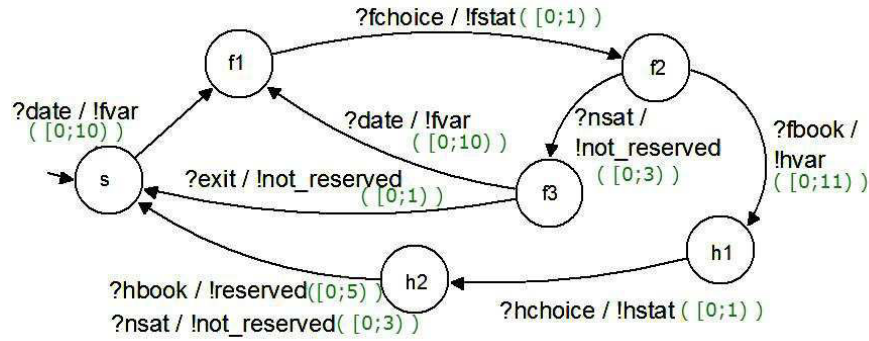 ?fchoice / !fstat ( [0;1) )
f1
f2
?date / !fvar
( [0;10) )
?date / !fvar
( [0;10) )
?nsat /
!not_reserved
( [0;3) )
?fbook /
!hvar
( [0;11) )
s
?exit / !not_reserved
( [0;1) )
f3
h1
h2
?hbook / !reserved([0;5) )
?nsat / !not_reserved( [0;3) )
?hchoice / !hstat ( [0;1) )